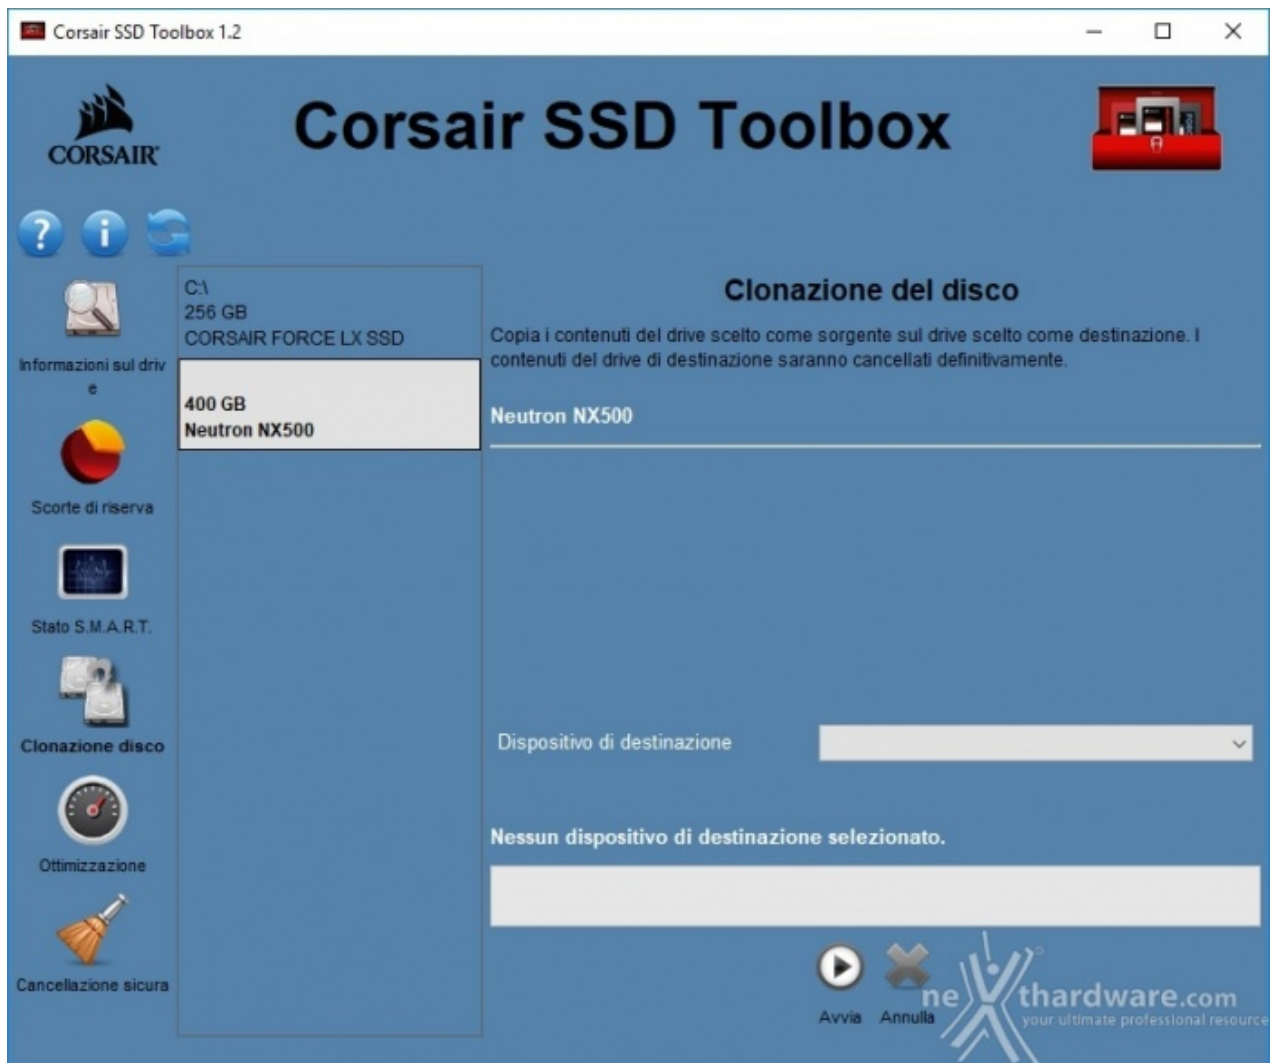 Corsair SSD Toolbox 1.2
CORSAIR
Corsair SSD Toolbox
? i
C:\
256 GB
CORSAIR FORCE LX SSD
400 GB
Neutron NX500
Informazioni sul driv
e
Scorte di riserva
Stato S.M.A.R.T.
Clonazione disco
Ottimizzazione
Cancellazione sicura
Clonazione del disco
Copia i contenuti del drive scelto come sorgente sul drive scelto come destinazione. I
contenuti del drive di destinazione saranno cancellati definitivamente.
Neutron NX500
Dispositivo di destinazione
Nessun dispositivo di destinazione selezionato.
Avvia Annulla
nexthardware.com
your ultimate professional resource